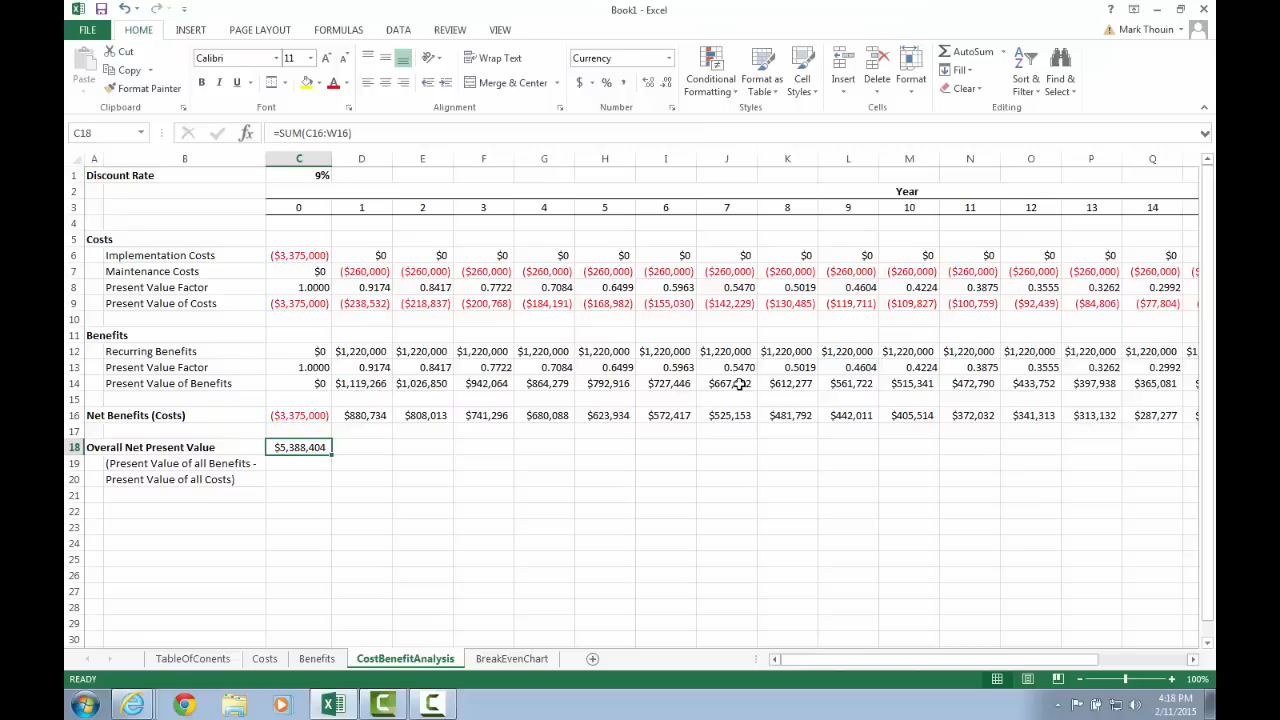 Book1 - Excel
FILE HOME INSERT PAGE LAYOUT FORMULAS DATA REVIEW VIEW Mark Thouin
Cut
Copy
Format Painter
Paste
Clipboard
Calibri 11
B I U
Font
Wrap Text
Merge & Center
Alignment
Currency
$ % ,
Number
Conditional Formatting
Format as Table
Cell Styles
Styles
Insert Delete Format
Cells
AutoSum
Fill
Clear
Sort & Filter
Find & Select
Editing
C18 fx =SUM(C16:W16)
A B C D E F G H I J K L M N O P Q
1 Discount Rate 9%
2 Year
3 0 1 2 3 4 5 6 7 8 9 10 11 12 13 14
4
5 Costs
6 Implementation Costs ($3,375,000) $0 $0 $0 $0 $0 $0 $0 $0 $0 $0 $0 $0 $0 $0
7 Maintenance Costs $0 ($260,000) ($260,000) ($260,000) ($260,000) ($260,000) ($260,000) ($260,000) ($260,000) ($260,000) ($260,000) ($260,000) ($260,000) ($260,000) ($260,000)
8 Present Value Factor 1.0000 0.9174 0.8417 0.7722 0.7084 0.6499 0.5963 0.5470 0.5019 0.4604 0.4224 0.3875 0.3555 0.3262 0.2992
9 Present Value of Costs ($3,375,000) ($238,532) ($218,837) ($200,768) ($184,191) ($168,982) ($155,030) ($142,229) ($130,485) ($119,711) ($109,827) ($100,759) ($92,439) ($84,806) ($77,804)
10
11 Benefits
12 Recurring Benefits $0 $1,220,000 $1,220,000 $1,220,000 $1,220,000 $1,220,000 $1,220,000 $1,220,000 $1,220,000 $1,220,000 $1,220,000 $1,220,000 $1,220,000 $1,220,000 $1,220,000
13 Present Value Factor 1.0000 0.9174 0.8417 0.7722 0.7084 0.6499 0.5963 0.5470 0.5019 0.4604 0.4224 0.3875 0.3555 0.3262 0.2992
14 Present Value of Benefits $0 $1,119,266 $1,026,850 $942,064 $864,279 $792,916 $727,446 $612,277 $561,722 $515,341 $472,790 $433,752 $397,938 $365,081
15
16 Net Benefits (Costs) ($3,375,000) $880,734 $808,013 $741,296 $680,088 $623,934 $572,417 $525,153 $481,792 $442,011 $405,514 $372,032 $341,313 $313,132 $287,277
17
18 Overall Net Present Value $5,388,404
19 (Present Value of all Benefits -
20 Present Value of all Costs)
21
22
23
24
25
26
27
28
29
30
TableOfConents Costs Benefits CostBenefitAnalysis BreakEvenChart
READY 100%
4:18 PM
2/11/2015